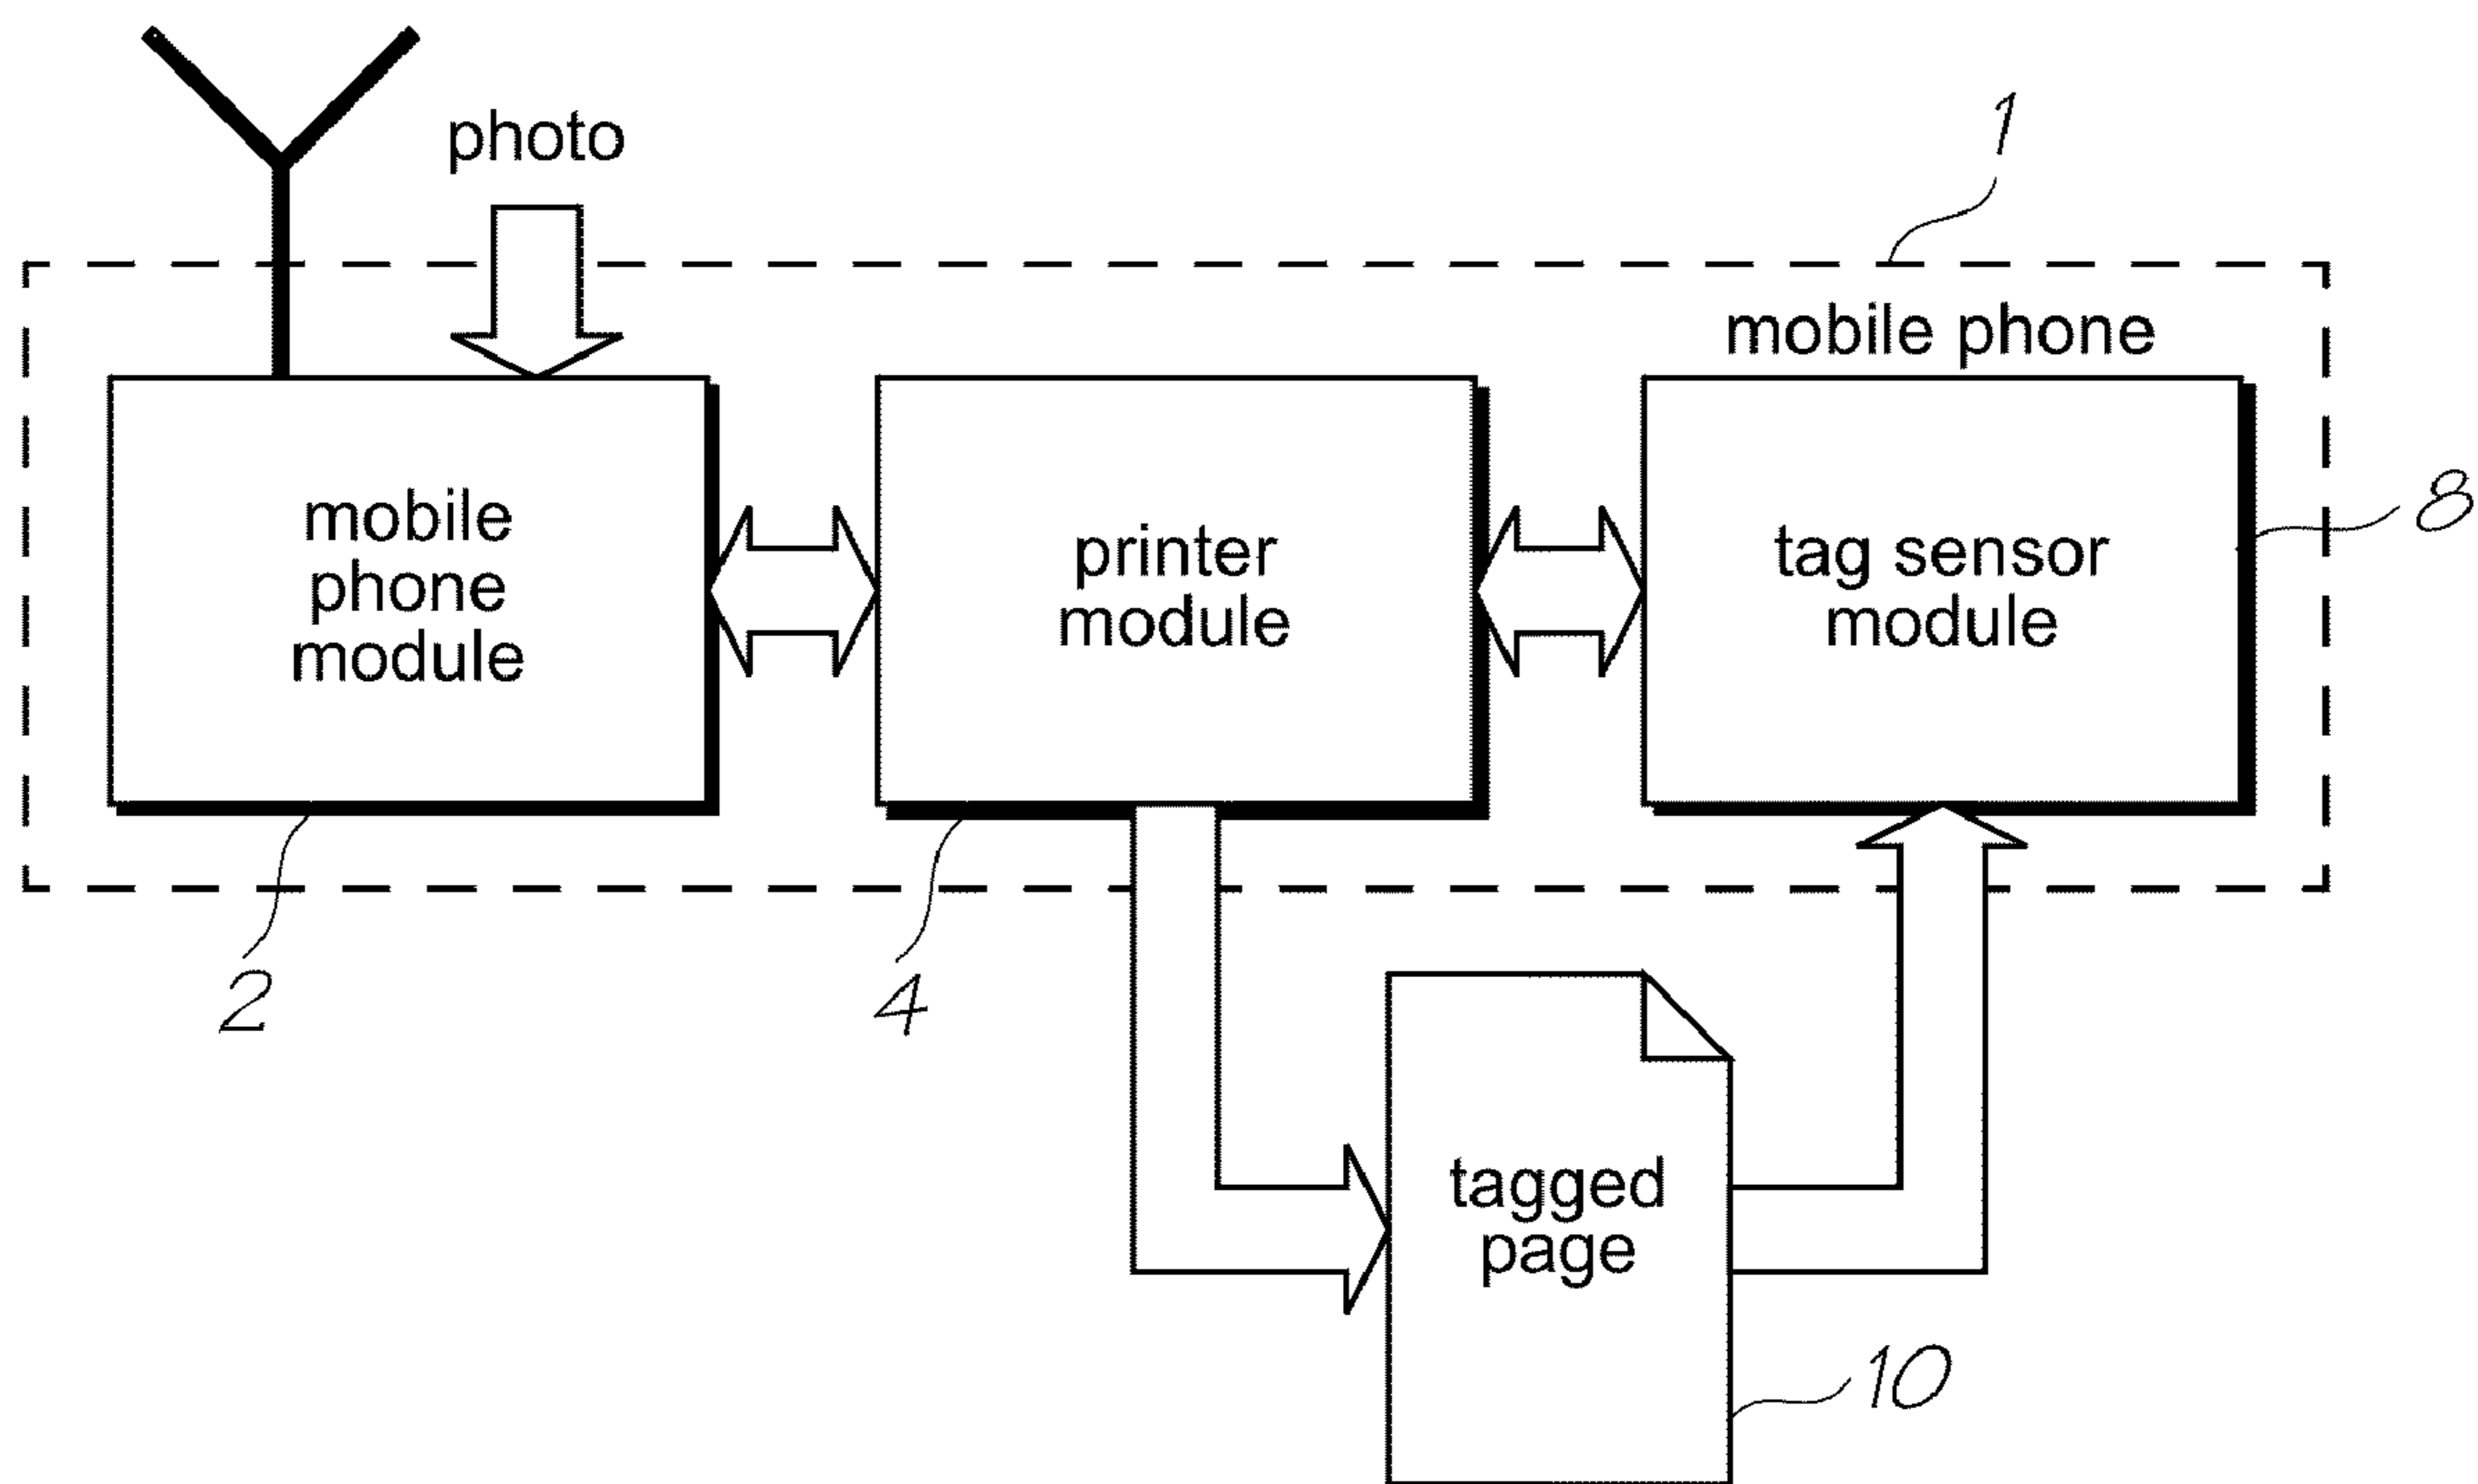 photo
1
mobile phone
mobile
phone
module
printer
module
tag sensor
module
8
2
4
tagged
page
10